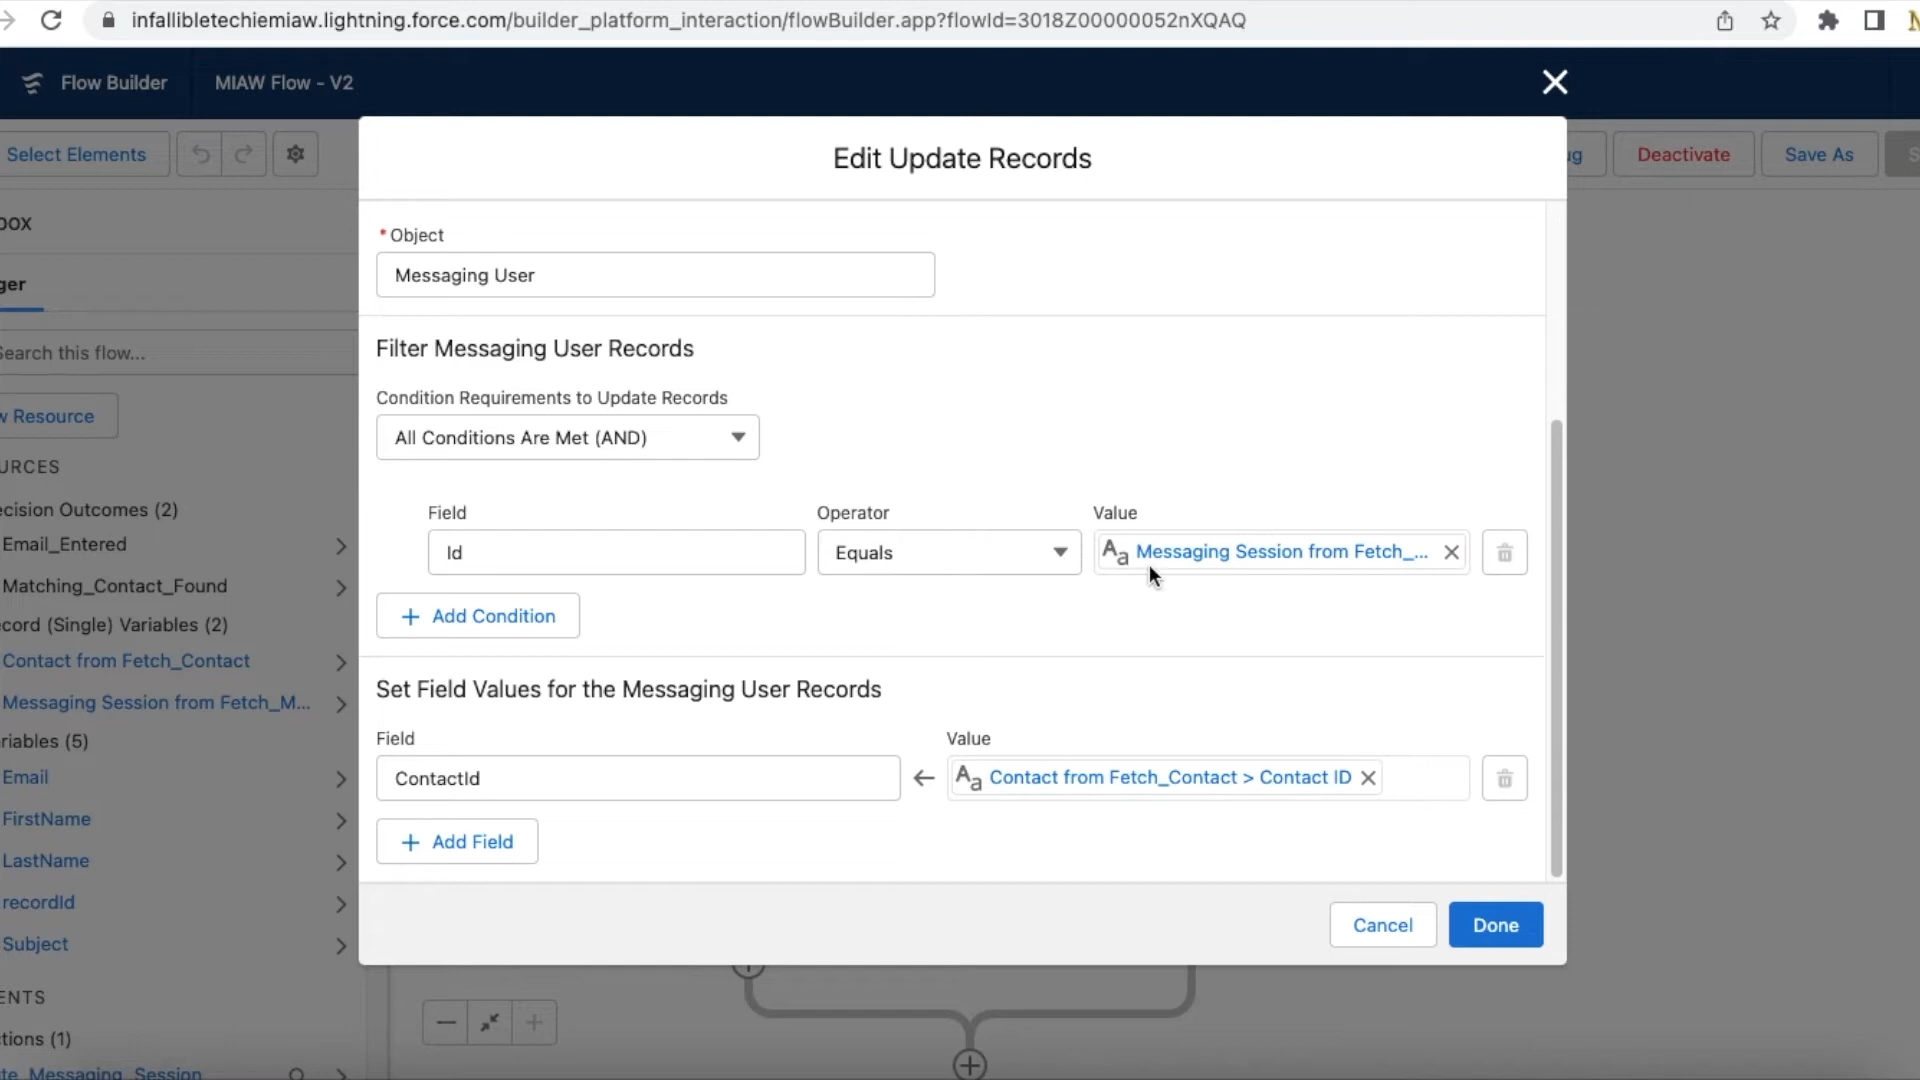 infallibletechiemiaw.lightning.force.com/builder_platform_interaction/flowBuilder.app?flowId=3018Z00000052nXQAQ
Flow Builder
MIAW Flow - V2
Select Elements
Deactivate
Save As
Edit Update Records
* Object
Messaging User
Filter Messaging User Records
Condition Requirements to Update Records
All Conditions Are Met (AND)
Field
Operator
Value
Id
Equals
Aa Messaging Session from Fetch_...
+ Add Condition
Set Field Values for the Messaging User Records
Field
Value
ContactId
Aa Contact from Fetch_Contact > Contact ID
+ Add Field
Cancel
Done
ger
Search this flow...
w Resource
URCES
ecision Outcomes (2)
Email_Entered
Matching_Contact_Found
cord (Single) Variables (2)
Contact from Fetch_Contact
Messaging Session from Fetch_M...
riables (5)
Email
FirstName
LastName
recordId
Subject
ENTS
ctions (1)
te_Messaging_Session